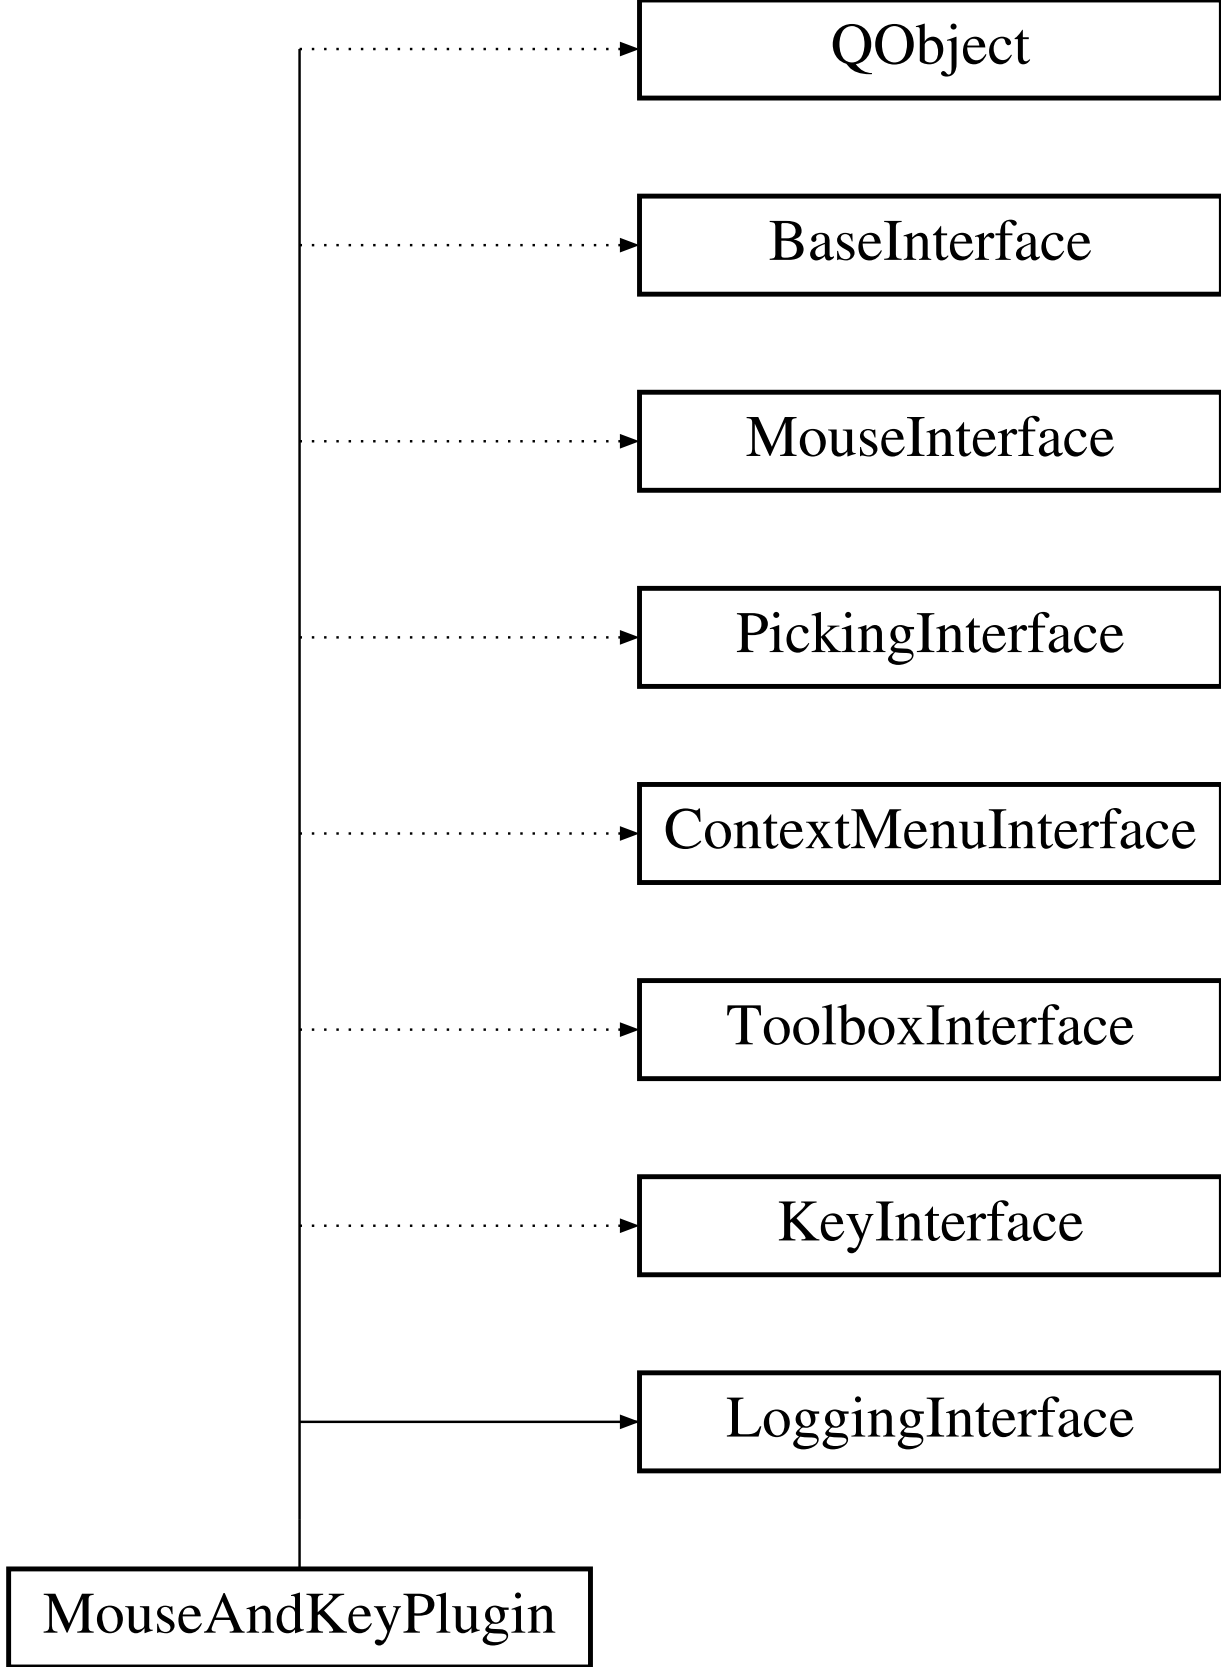 QObject
BaseInterface
MouseInterface
PickingInterface
ContextMenuInterface
ToolboxInterface
KeyInterface
LoggingInterface
MouseAndKeyPlugin